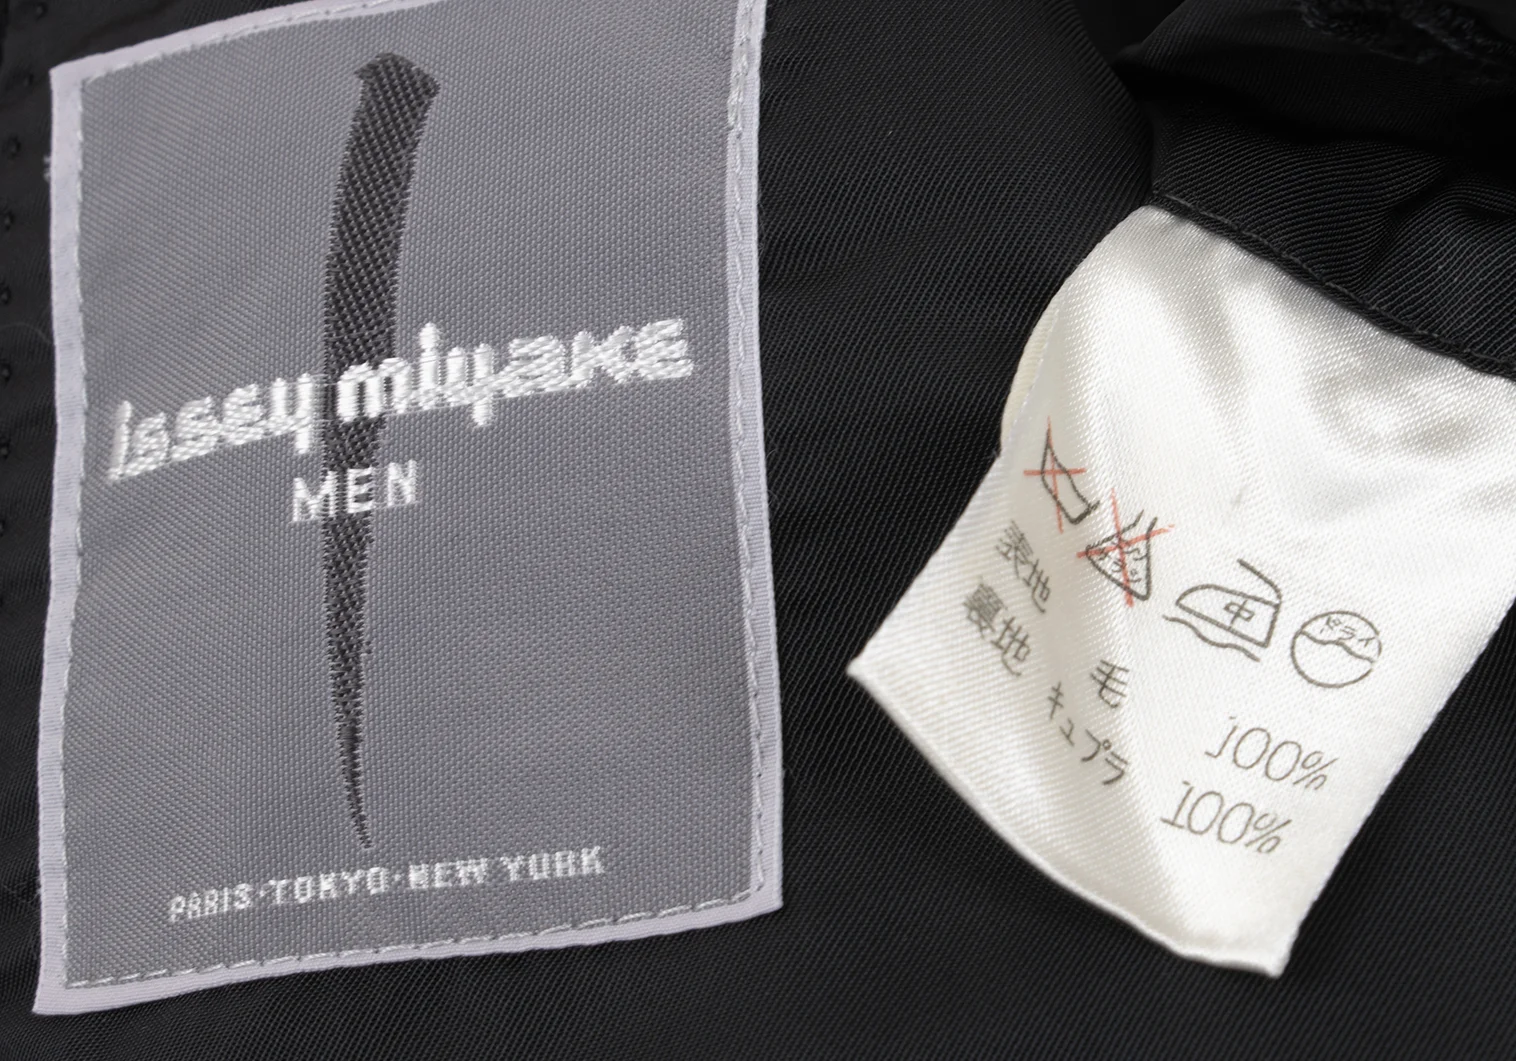 issey miyake
MEN
PARIS·TOKYO·NEW YORK
中 ドライ
表地 毛 100%
裏地 キュプラ 100%